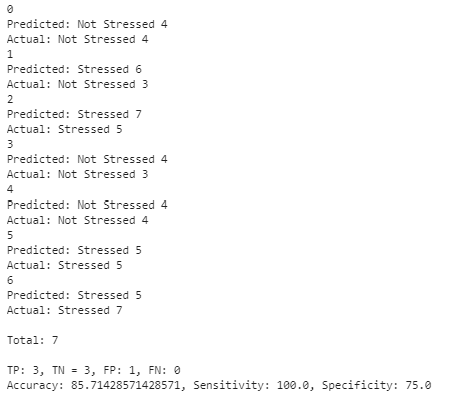 0
Predicted: Not Stressed 4
Actual: Not Stressed 4
1
Predicted: Stressed 6
Actual: Not Stressed 3
2
Predicted: Stressed 7
Actual: Stressed 5
3
Predicted: Not Stressed 4
Actual: Not Stressed 3
4
Predicted: Not Stressed 4
Actual: Not Stressed 4
5
Predicted: Stressed 5
Actual: Stressed 5
6
Predicted: Stressed 5
Actual: Stressed 7
Total: 7
TP: 3, TN = 3, FP: 1, FN: 0
Accuracy: 85.71428571428571, Sensitivity: 100.0, Specificity: 75.0